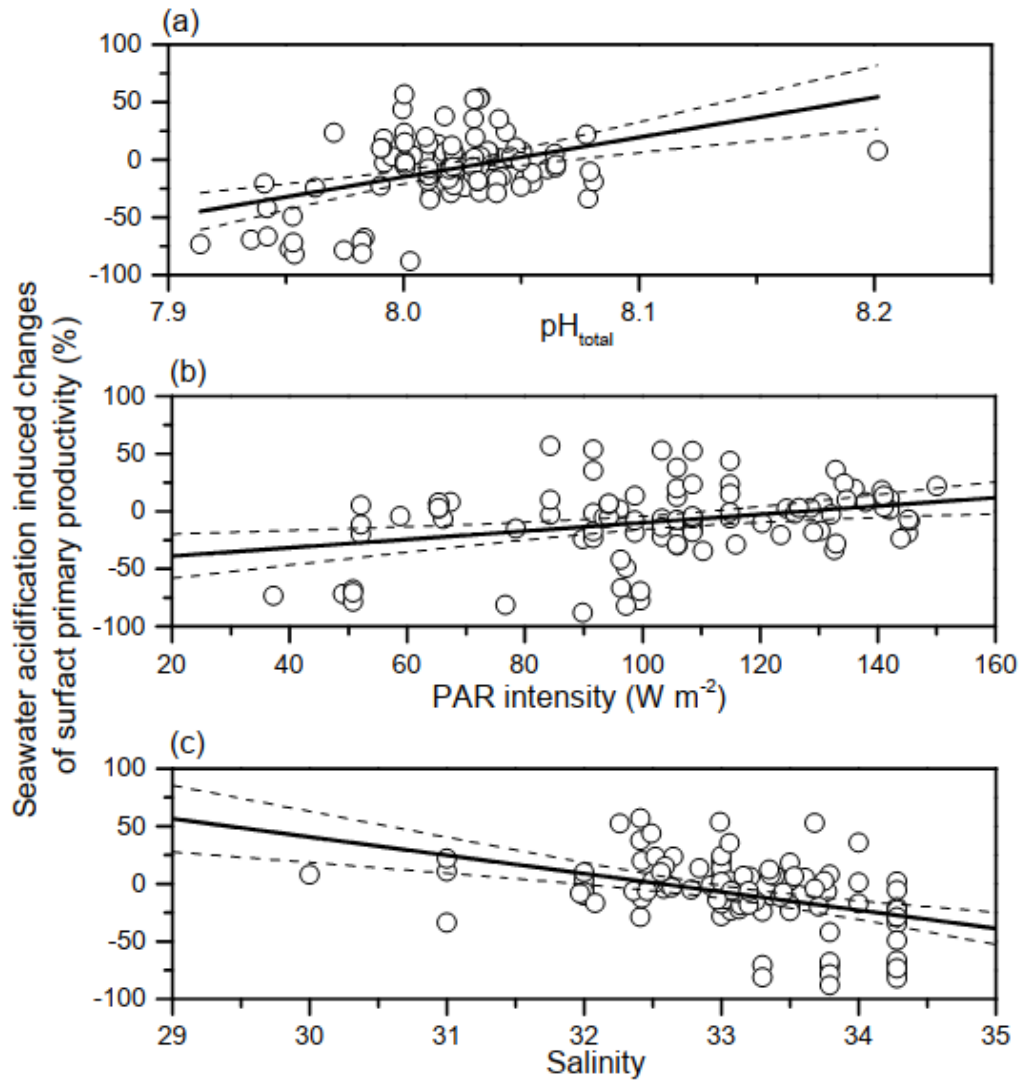 (a)
100
50
0
-50
-100
7.9 8.0 8.1 8.2
pHtotal
(b)
100
50
0
-50
-100
20 40 60 80 100 120 140 160
PAR intensity (W m-2)
(c)
100
50
0
-50
-100
29 30 31 32 33 34 35
Salinity
Seawater acidification induced changes
of surfact primary productivity (%)